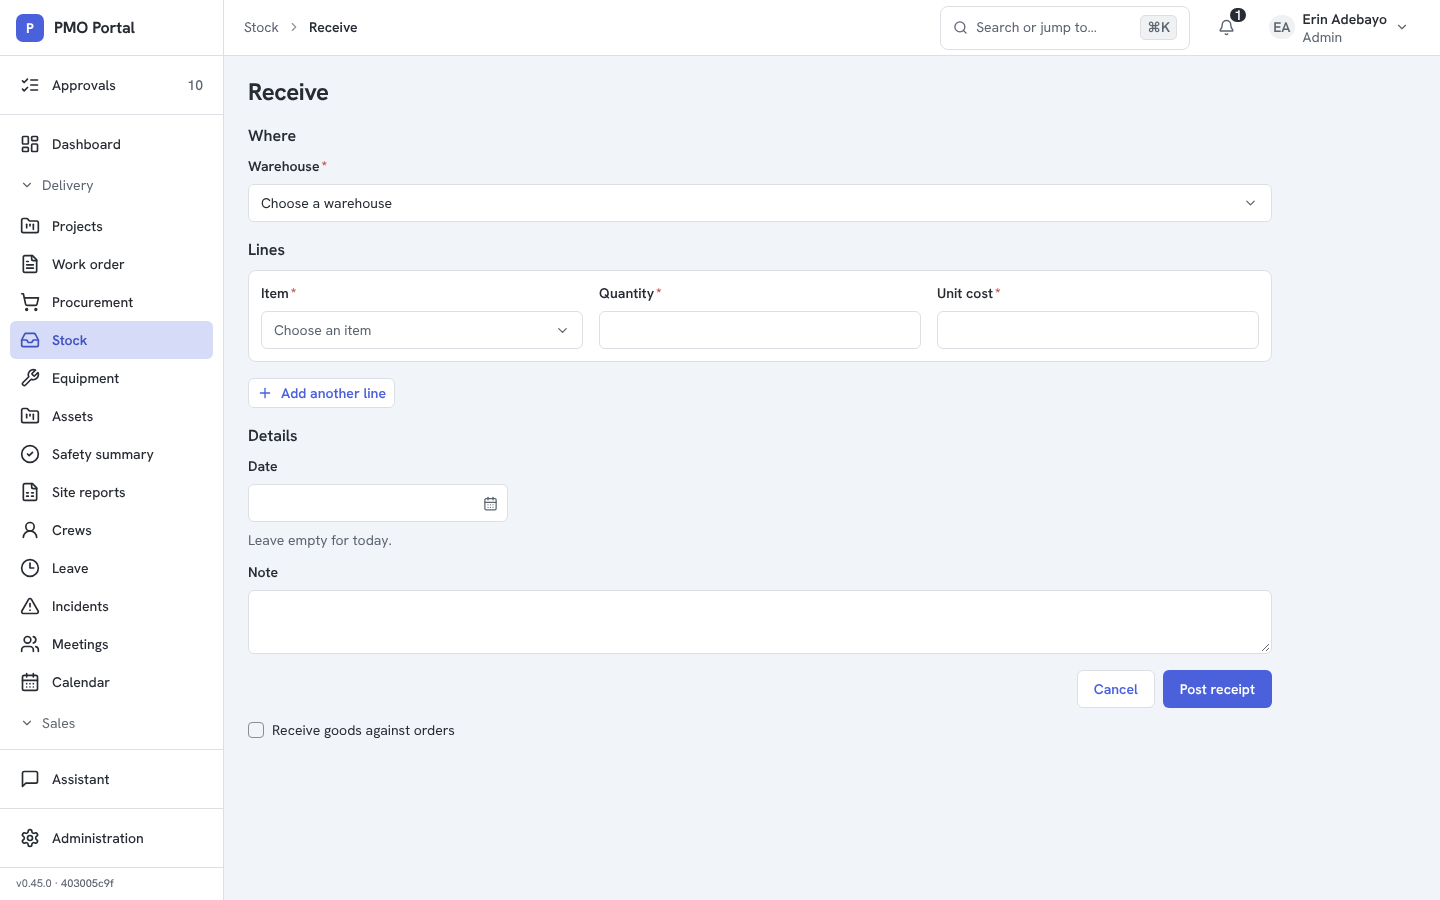 P PMO Portal
Stock > Receive
Search or jump to... ⌘K
1
EA Erin Adebayo
Admin
Approvals 10
Dashboard
Delivery
Projects
Work order
Procurement
Stock
Equipment
Assets
Safety summary
Site reports
Crews
Leave
Incidents
Meetings
Calendar
Sales
Assistant
Administration
v0.45.0 · 403005c9f
Receive
Where
Warehouse*
Choose a warehouse
Lines
Item* Quantity* Unit cost*
Choose an item
+ Add another line
Details
Date
Leave empty for today.
Note
Cancel Post receipt
Receive goods against orders